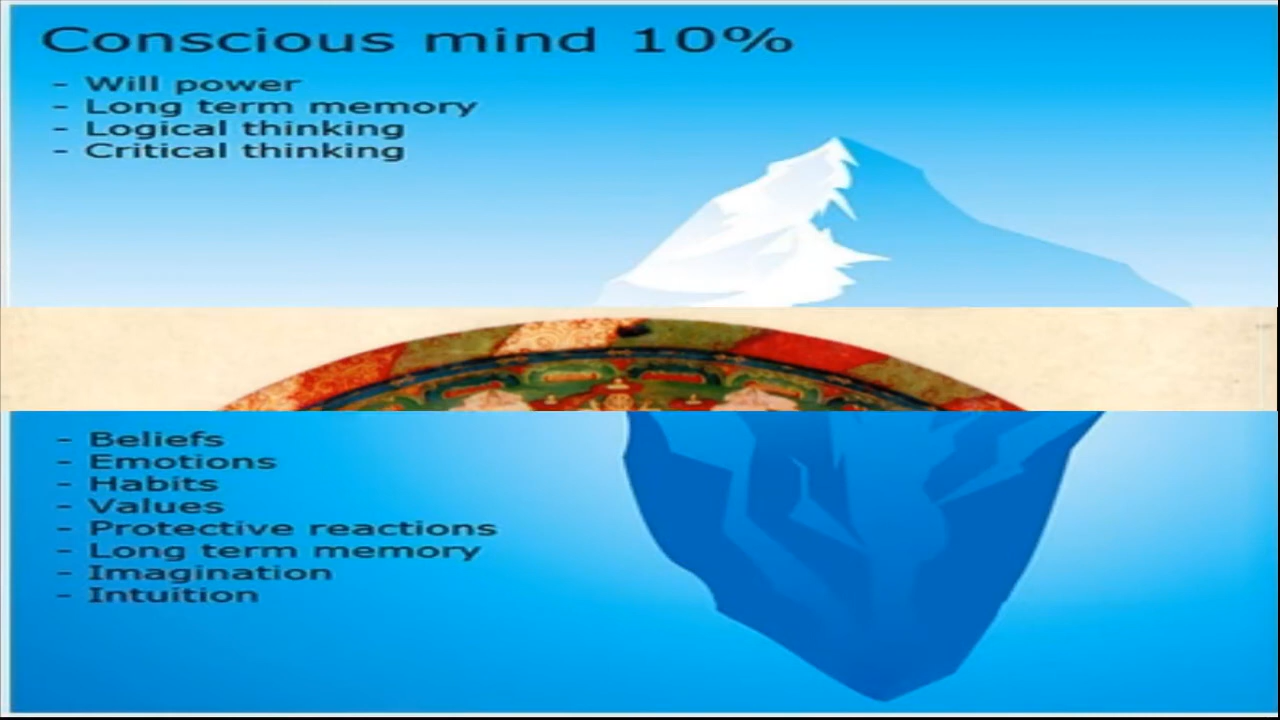 Conscious mind 10%
- Will power
- Long term memory
- Logical thinking
- Critical thinking
- Beliefs
- Emotions
- Habits
- Values
- Protective reactions
- Long term memory
- Imagination
- Intuition